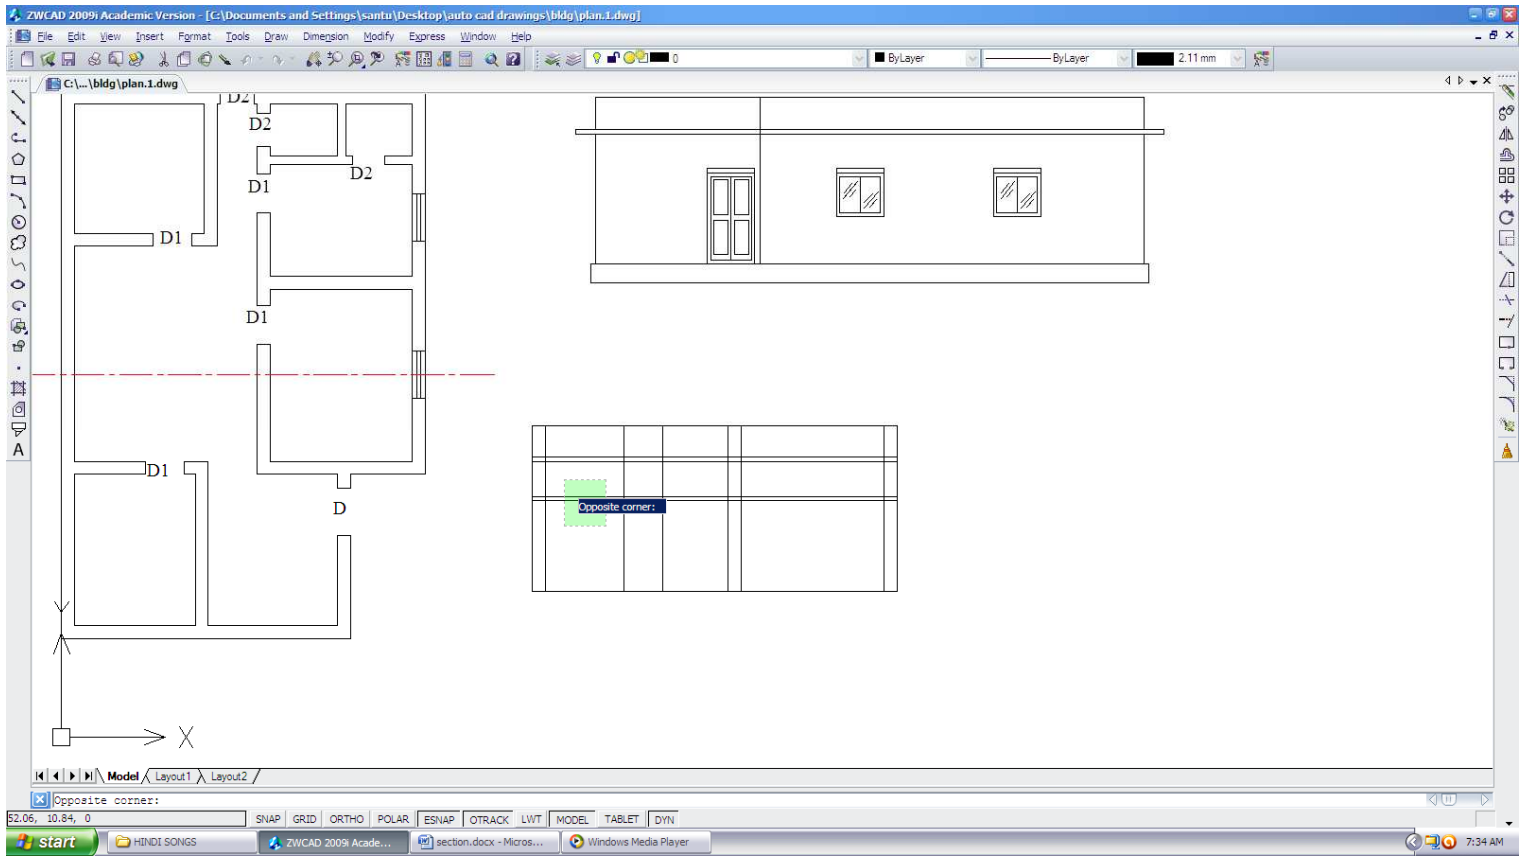 ZWCAD 2009i Academic Version - [C:\Documents and Settings\santu\Desktop\auto cad drawings\bldg\plan.1.dwg]
File Edit View Insert Format Tools Draw Dimension Modify Express Window Help
0 ByLayer ByLayer 2.11 mm
C:\...\bldg\plan.1.dwg
D2
D2
D2
D1
D1
D1
D1
D
Opposite corner:
X
Model Layout1 Layout2
Opposite corner:
52.06, 10.84, 0 SNAP GRID ORTHO POLAR ESNAP OTRACK LWT MODEL TABLET DYN
start HINDI SONGS ZWCAD 2009i Acade... section.docx - Micros... Windows Media Player 7:34 AM